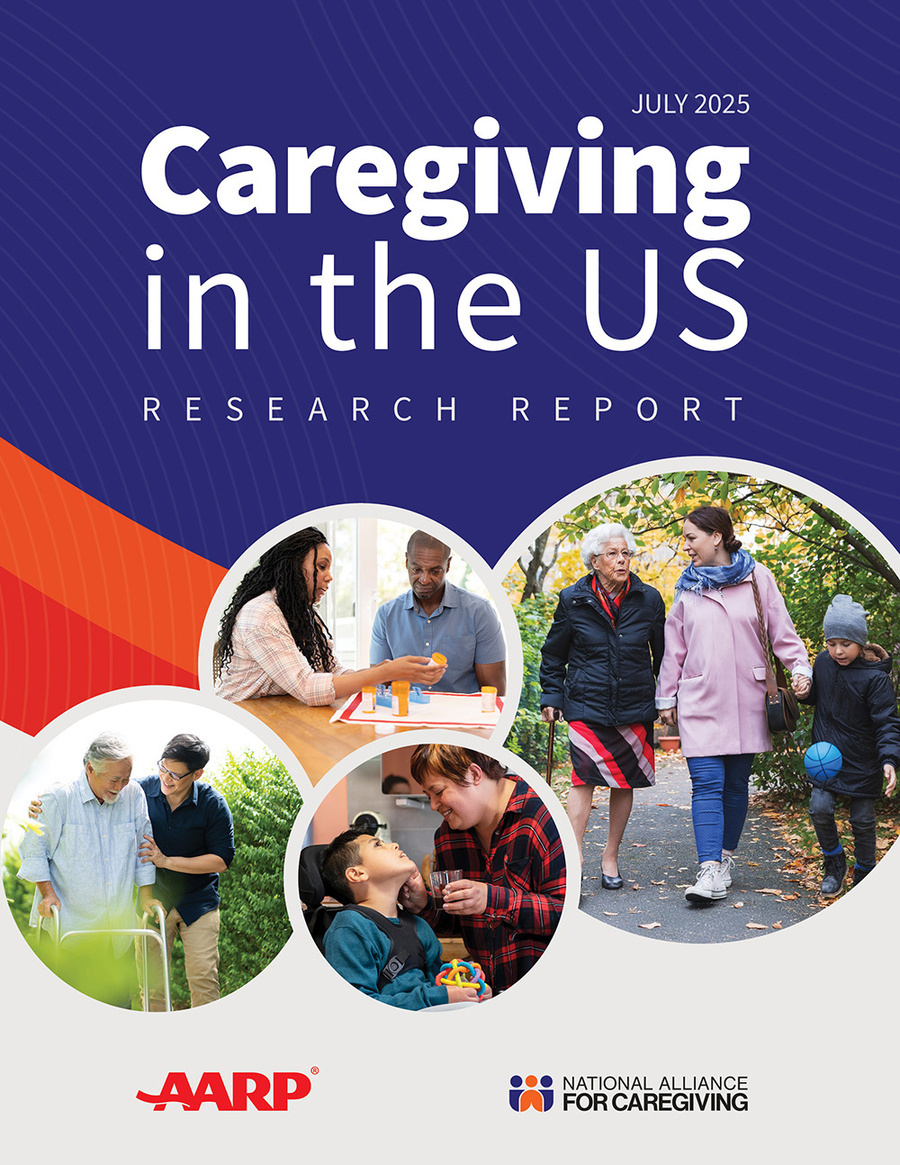 JULY 2025
Caregiving
in the US
RESEARCH REPORT
AARP®
NATIONAL ALLIANCE
FOR CAREGIVING